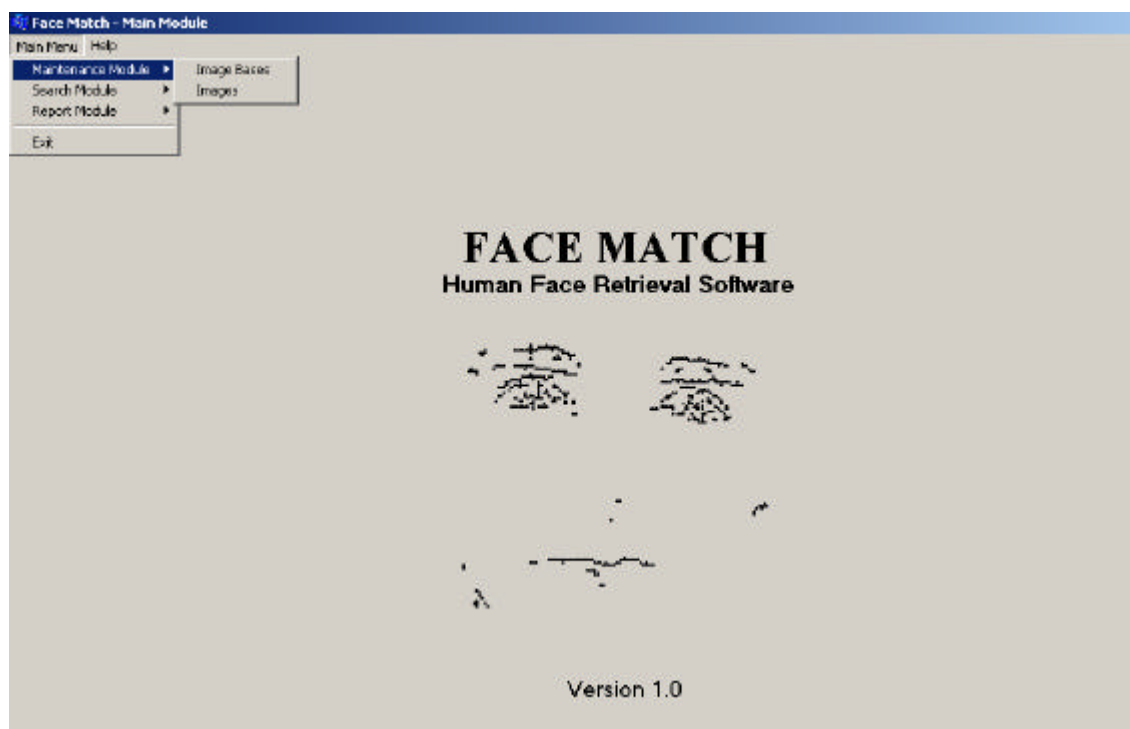 Face Match - Main Module
Main Menu Help
Maintenance Module Image Bases
Search Module Images
Report Module
Exit
FACE MATCH
Human Face Retrieval Software
Version 1.0